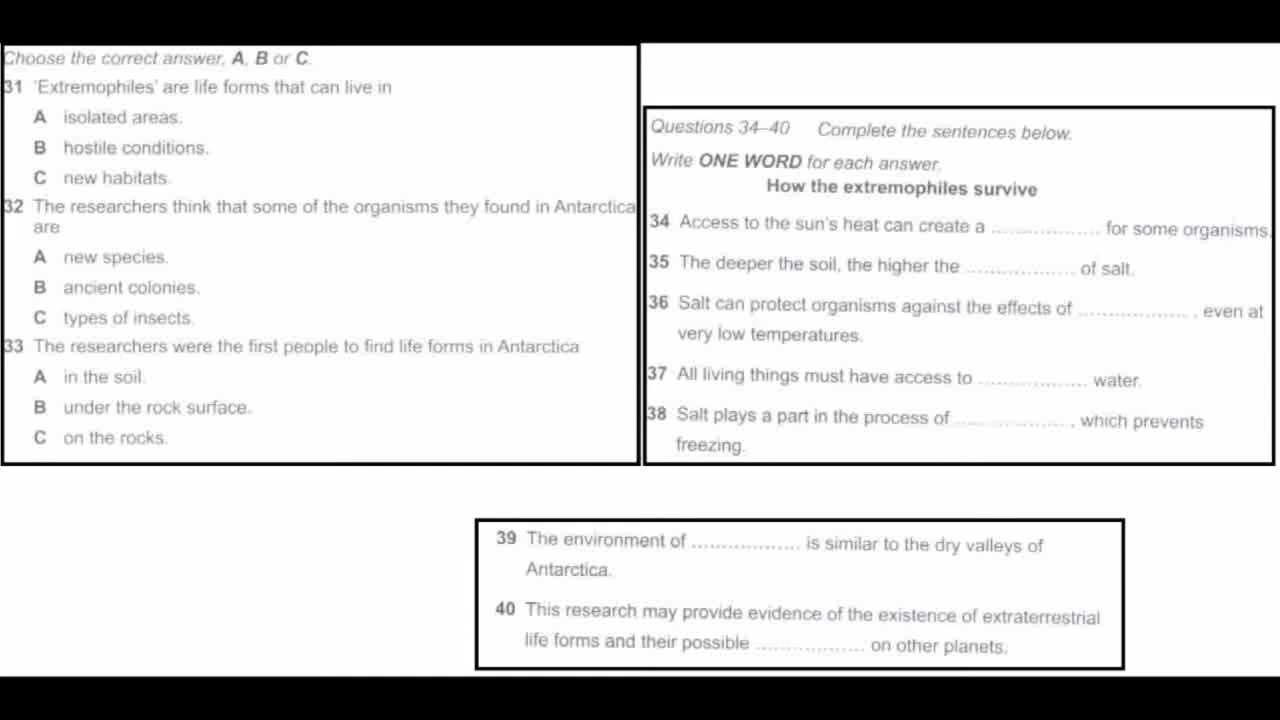 Choose the correct answer, A, B or C.
31 'Extremophiles' are life forms that can live in
A isolated areas.
B hostile conditions.
C new habitats.
32 The researchers think that some of the organisms they found in Antarctica
are
A new species.
B ancient colonies.
C types of insects.
33 The researchers were the first people to find life forms in Antarctica
A in the soil.
B under the rock surface.
C on the rocks.
Questions 34–40 Complete the sentences below.
Write ONE WORD for each answer.
How the extremophiles survive
34 Access to the sun's heat can create a .................. for some organisms.
35 The deeper the soil, the higher the .................. of salt.
36 Salt can protect organisms against the effects of .................. , even at
very low temperatures.
37 All living things must have access to .................. water.
38 Salt plays a part in the process of .................. , which prevents
freezing.
39 The environment of .................. is similar to the dry valleys of
Antarctica.
40 This research may provide evidence of the existence of extraterrestrial
life forms and their possible .................. on other planets.